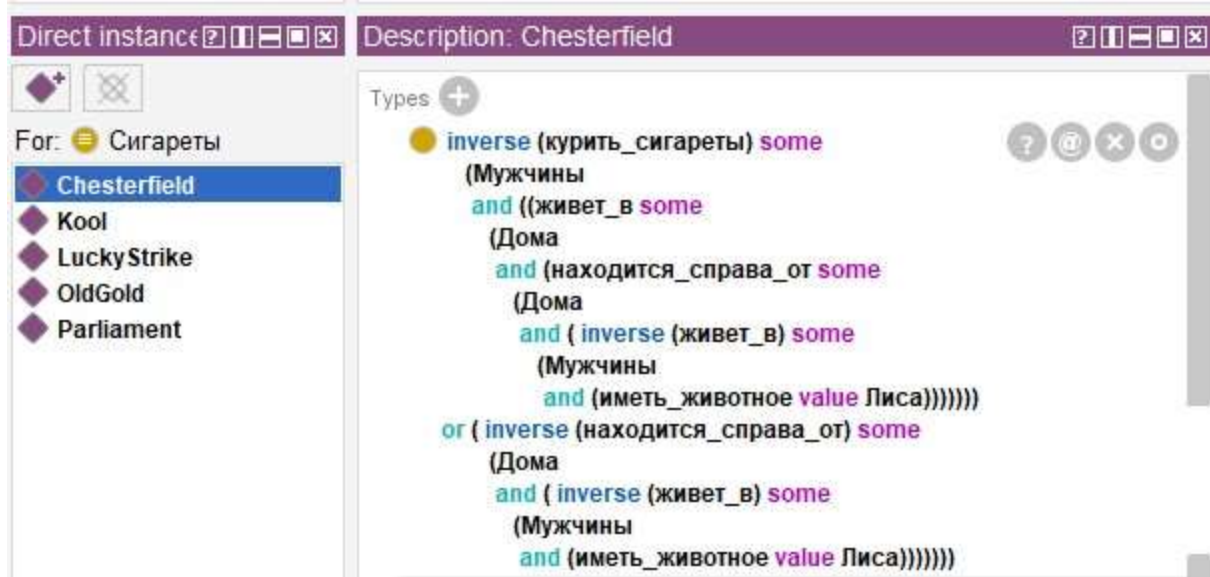 Direct instance
Description: Chesterfield
Types
For: Сигареты
Chesterfield
Kool
LuckyStrike
OldGold
Parliament
inverse (курить_сигареты) some
(Мужчины
and ((живет_в some
(Дома
and (находится_справа_от some
(Дома
and ( inverse (живет_в) some
(Мужчины
and (иметь_животное value Лиса)))))))
or ( inverse (находится_справа_от) some
(Дома
and ( inverse (живет_в) some
(Мужчины
and (иметь_животное value Лиса)))))))